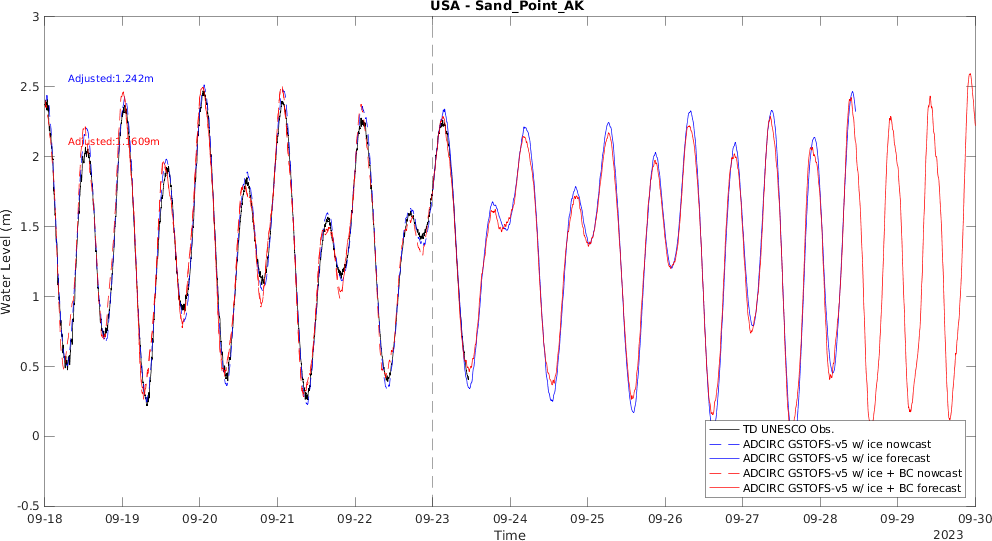 USA - Sand_Point_AK
3
2.5
2
1.5
1
0.5
0
-0.5
Water Level (m)
Adjusted:1.242m
Adjusted:1.1609m
TD UNESCO Obs.
ADCIRC GSTOFS-v5 w/ ice nowcast
ADCIRC GSTOFS-v5 w/ ice forecast
ADCIRC GSTOFS-v5 w/ ice + BC nowcast
ADCIRC GSTOFS-v5 w/ ice + BC forecast
09-18 09-19 09-20 09-21 09-22 09-23 09-24 09-25 09-26 09-27 09-28 09-29 09-30
Time
2023